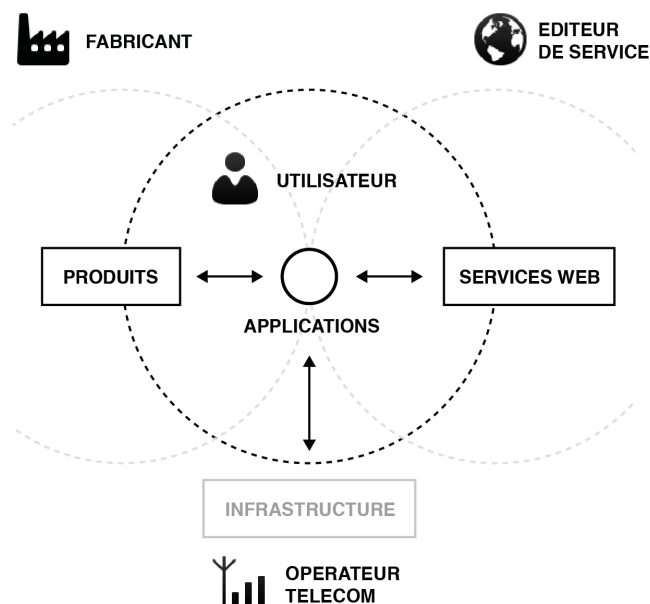 FABRICANT
EDITEUR
DE SERVICE
UTILISATEUR
PRODUITS
SERVICES WEB
APPLICATIONS
INFRASTRUCTURE
OPERATEUR
TELECOM